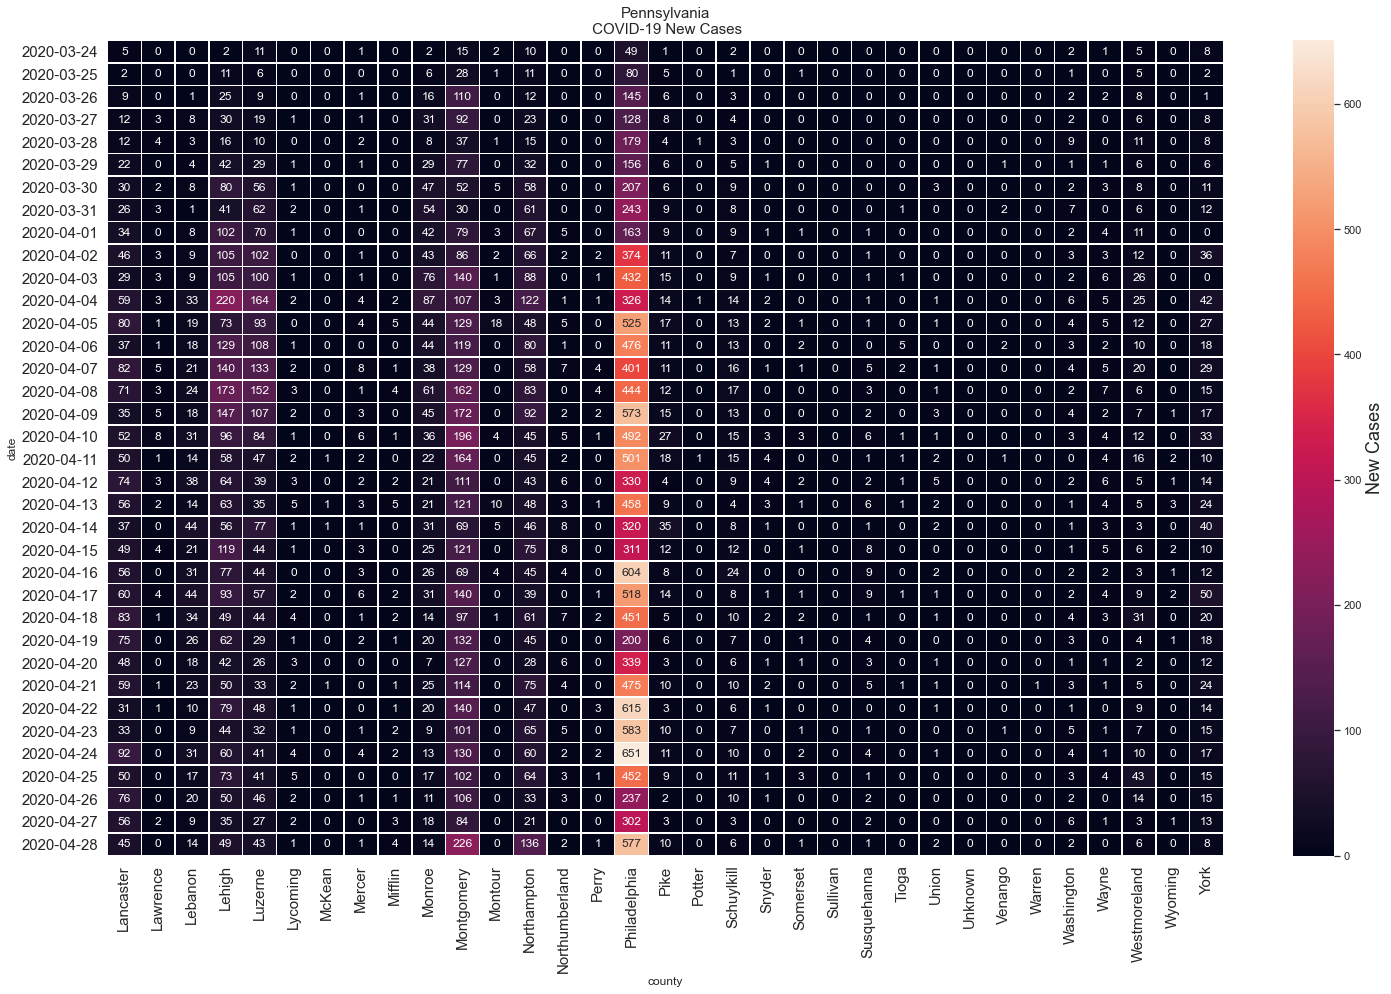 Pennsylvania
COVID-19 New Cases
2020-03-24 5 0 0 2 11 0 0 1 0 2 15 2 10 0 0 49 1 0 2 0 0 0 0 0 0 0 0 0 2 1 5 0 8
2020-03-25 2 0 0 11 6 0 0 0 0 6 28 1 11 0 0 80 5 0 1 0 1 0 0 0 0 0 0 0 1 0 5 0 2
2020-03-26 9 0 1 25 9 0 0 1 0 16 110 0 12 0 0 145 6 0 3 0 0 0 0 0 0 0 0 0 2 2 8 0 1
2020-03-27 12 3 8 30 19 1 0 1 0 31 92 0 23 0 0 128 8 0 4 0 0 0 0 0 0 0 0 0 2 0 6 0 8
2020-03-28 12 4 3 16 10 0 0 2 0 8 37 1 15 0 0 179 4 1 3 0 0 0 0 0 0 0 0 0 9 0 11 0 8
2020-03-29 22 0 4 42 29 1 0 1 0 29 77 0 32 0 0 156 6 0 5 1 0 0 0 0 0 0 1 0 1 1 6 0 6
2020-03-30 30 2 8 80 56 1 0 0 0 47 52 5 58 0 0 207 6 0 9 0 0 0 0 0 3 0 0 0 2 3 8 0 11
2020-03-31 26 3 1 41 62 2 0 1 0 54 30 0 61 0 0 243 9 0 8 0 0 0 0 1 0 0 2 0 7 0 6 0 12
2020-04-01 34 0 8 102 70 1 0 0 0 42 79 3 67 5 0 163 9 0 9 1 1 0 1 0 0 0 0 0 2 4 11 0 0
2020-04-02 46 3 9 105 102 0 0 1 0 43 86 2 66 2 2 374 11 0 7 0 0 0 1 0 0 0 0 0 3 3 12 0 36
2020-04-03 29 3 9 105 100 1 0 0 0 76 140 1 88 0 1 432 15 0 9 1 0 0 1 1 0 0 0 0 2 6 26 0 0
2020-04-04 59 3 33 220 164 2 0 4 2 87 107 3 122 1 1 326 14 1 14 2 0 0 1 0 1 0 0 0 6 5 25 0 42
2020-04-05 80 1 19 73 93 0 0 4 5 44 129 18 48 5 0 525 17 0 13 2 1 0 1 0 1 0 0 0 4 5 12 0 27
2020-04-06 37 1 18 129 108 1 0 0 0 44 119 0 80 1 0 476 11 0 13 0 2 0 0 5 0 0 2 0 3 2 10 0 18
2020-04-07 82 5 21 140 133 2 0 8 1 38 129 0 58 7 4 401 11 0 16 1 1 0 5 2 1 0 0 0 4 5 20 0 29
2020-04-08 71 3 24 173 152 3 0 1 4 61 162 0 83 0 4 444 12 0 17 0 0 0 3 0 1 0 0 0 2 7 6 0 15
2020-04-09 35 5 18 147 107 2 0 3 0 45 172 0 92 2 2 573 15 0 13 0 0 0 2 0 3 0 0 0 4 2 7 1 17
2020-04-10 52 8 31 96 84 1 0 6 1 36 196 4 45 5 1 492 27 0 15 3 3 0 6 1 1 0 0 0 3 4 12 0 33
2020-04-11 50 1 14 58 47 2 1 2 0 22 164 0 45 2 0 501 18 1 15 4 0 0 1 1 2 0 1 0 0 4 16 2 10
2020-04-12 74 3 38 64 39 3 0 2 2 21 111 0 43 6 0 330 4 0 9 4 2 0 2 1 5 0 0 0 2 6 5 1 14
2020-04-13 56 2 14 63 35 5 1 3 5 21 121 10 48 3 1 458 9 0 4 3 1 0 6 1 2 0 0 0 1 4 5 3 24
2020-04-14 37 0 44 56 77 1 1 1 0 31 69 5 46 8 0 320 35 0 8 1 0 0 1 0 2 0 0 0 1 3 3 0 40
2020-04-15 49 4 21 119 44 1 0 3 0 25 121 0 75 8 0 311 12 0 12 0 1 0 8 0 0 0 0 0 1 5 6 2 10
2020-04-16 56 0 31 77 44 0 0 3 0 26 69 4 45 4 0 604 8 0 24 0 0 0 9 0 2 0 0 0 2 2 3 1 12
2020-04-17 60 4 44 93 57 2 0 6 2 31 140 0 39 0 1 518 14 0 8 1 1 0 9 1 1 0 0 0 2 4 9 2 50
2020-04-18 83 1 34 49 44 4 0 1 2 14 97 1 61 7 2 451 5 0 10 2 2 0 1 0 1 0 0 0 4 3 31 0 20
2020-04-19 75 0 26 62 29 1 0 2 1 20 132 0 45 0 0 200 6 0 7 0 1 0 4 0 0 0 0 0 3 0 4 1 18
2020-04-20 48 0 18 42 26 3 0 0 0 7 127 0 28 6 0 339 3 0 6 1 1 0 3 0 1 0 0 0 1 1 2 0 12
2020-04-21 59 1 23 50 33 2 1 0 1 25 114 0 75 4 0 475 10 0 10 2 0 0 5 1 1 0 0 1 3 1 5 0 24
2020-04-22 31 1 10 79 48 1 0 0 1 20 140 0 47 0 3 615 3 0 6 1 0 0 0 0 0 0 0 0 1 0 9 0 14
2020-04-23 33 0 9 44 32 1 0 1 2 9 101 0 65 5 0 583 10 0 7 0 1 0 1 0 0 0 1 0 5 1 7 0 15
2020-04-24 92 0 31 60 41 4 0 4 2 13 130 0 60 2 2 651 11 0 10 0 2 0 4 0 1 0 0 0 4 1 10 0 17
2020-04-25 50 0 17 73 41 5 0 0 0 17 102 0 64 3 1 452 9 0 11 1 3 0 1 0 0 0 0 0 3 4 43 0 15
2020-04-26 76 0 20 50 46 2 0 1 1 11 106 0 33 3 0 237 2 0 10 1 0 0 2 0 0 0 0 0 2 0 14 0 15
2020-04-27 56 2 9 35 27 2 0 0 3 18 84 0 21 0 0 302 3 0 3 0 0 0 2 0 0 0 0 0 6 1 3 1 13
2020-04-28 45 0 14 49 43 1 0 1 4 14 226 0 136 2 1 577 10 0 6 0 1 0 1 0 2 0 0 0 2 0 6 0 8
date
Lancaster
Lawrence
Lebanon
Lehigh
Luzerne
Lycoming
McKean
Mercer
Mifflin
Monroe
Montgomery
Montour
Northampton
Northumberland
Perry
Philadelphia
Pike
Potter
Schuylkill
Snyder
Somerset
Sullivan
Susquehanna
Tioga
Union
Unknown
Venango
Warren
Washington
Wayne
Westmoreland
Wyoming
York
county
600
500
400
300
200
100
0
New Cases